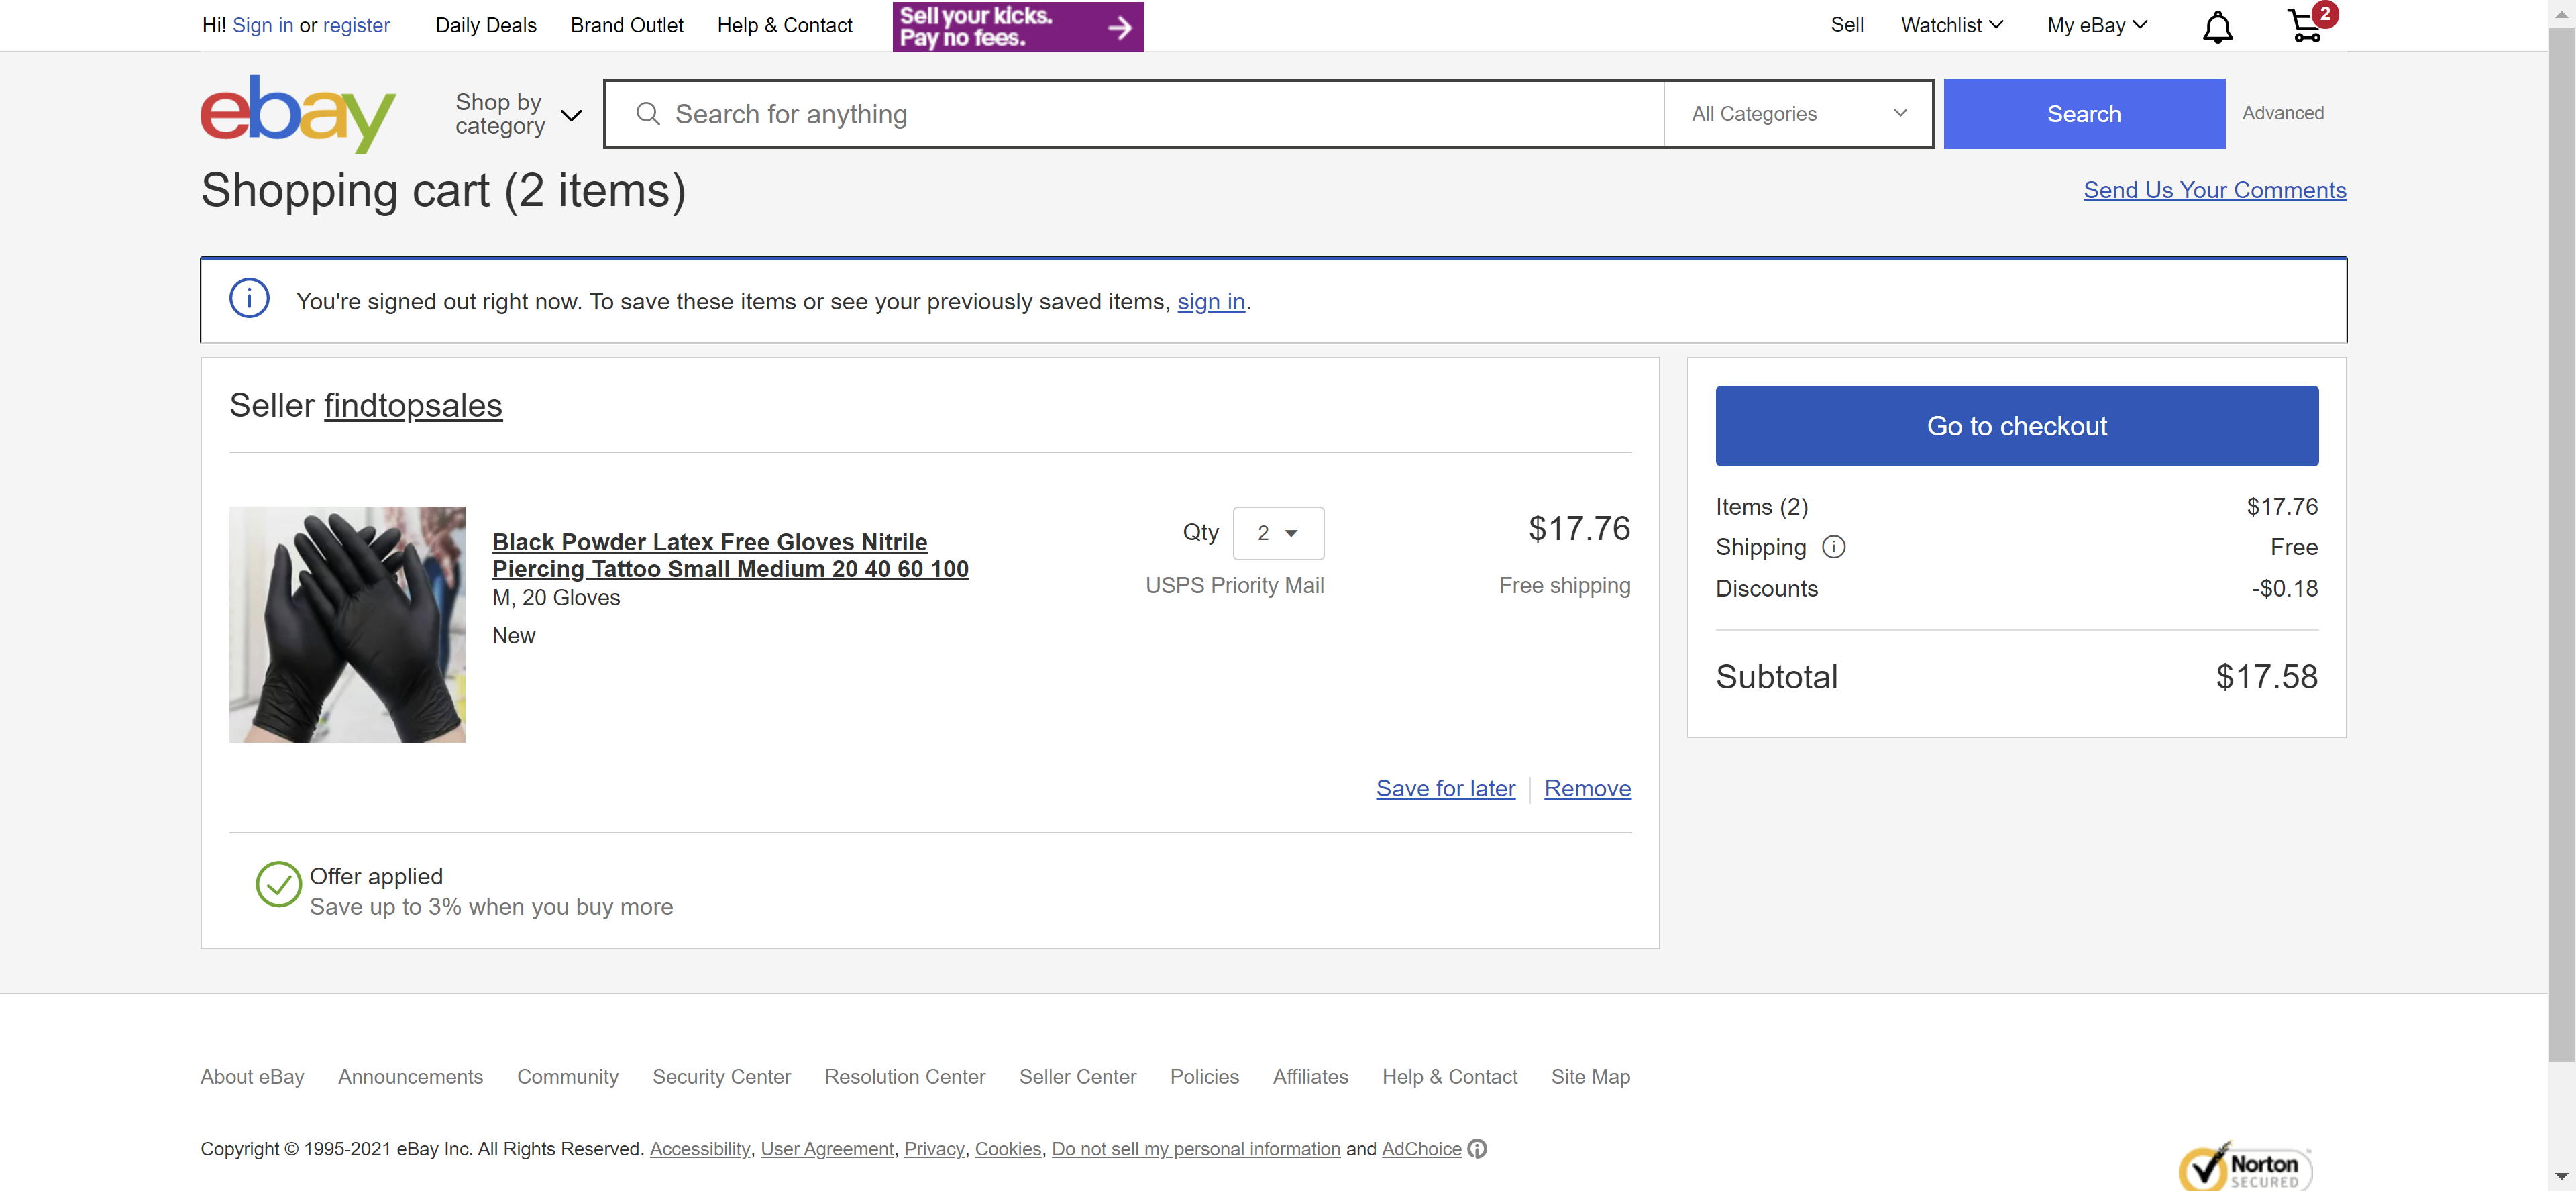 Hi! Sign in or register Daily Deals Brand Outlet Help & Contact
Sell your kicks.
Pay no fees.
Sell Watchlist My eBay 2
ebay
Shop by
category
Search for anything
All Categories
Search
Advanced
Shopping cart (2 items)
Send Us Your Comments
You're signed out right now. To save these items or see your previously saved items, sign in.
Seller findtopsales
Black Powder Latex Free Gloves Nitrile
Piercing Tattoo Small Medium 20 40 60 100
M, 20 Gloves
New
Qty 2
USPS Priority Mail
$17.76
Free shipping
Save for later Remove
Offer applied
Save up to 3% when you buy more
Go to checkout
Items (2) $17.76
Shipping Free
Discounts -$0.18
Subtotal $17.58
About eBay Announcements Community Security Center Resolution Center Seller Center Policies Affiliates Help & Contact Site Map
Copyright © 1995-2021 eBay Inc. All Rights Reserved. Accessibility, User Agreement, Privacy, Cookies, Do not sell my personal information and AdChoice
Norton
SECURED